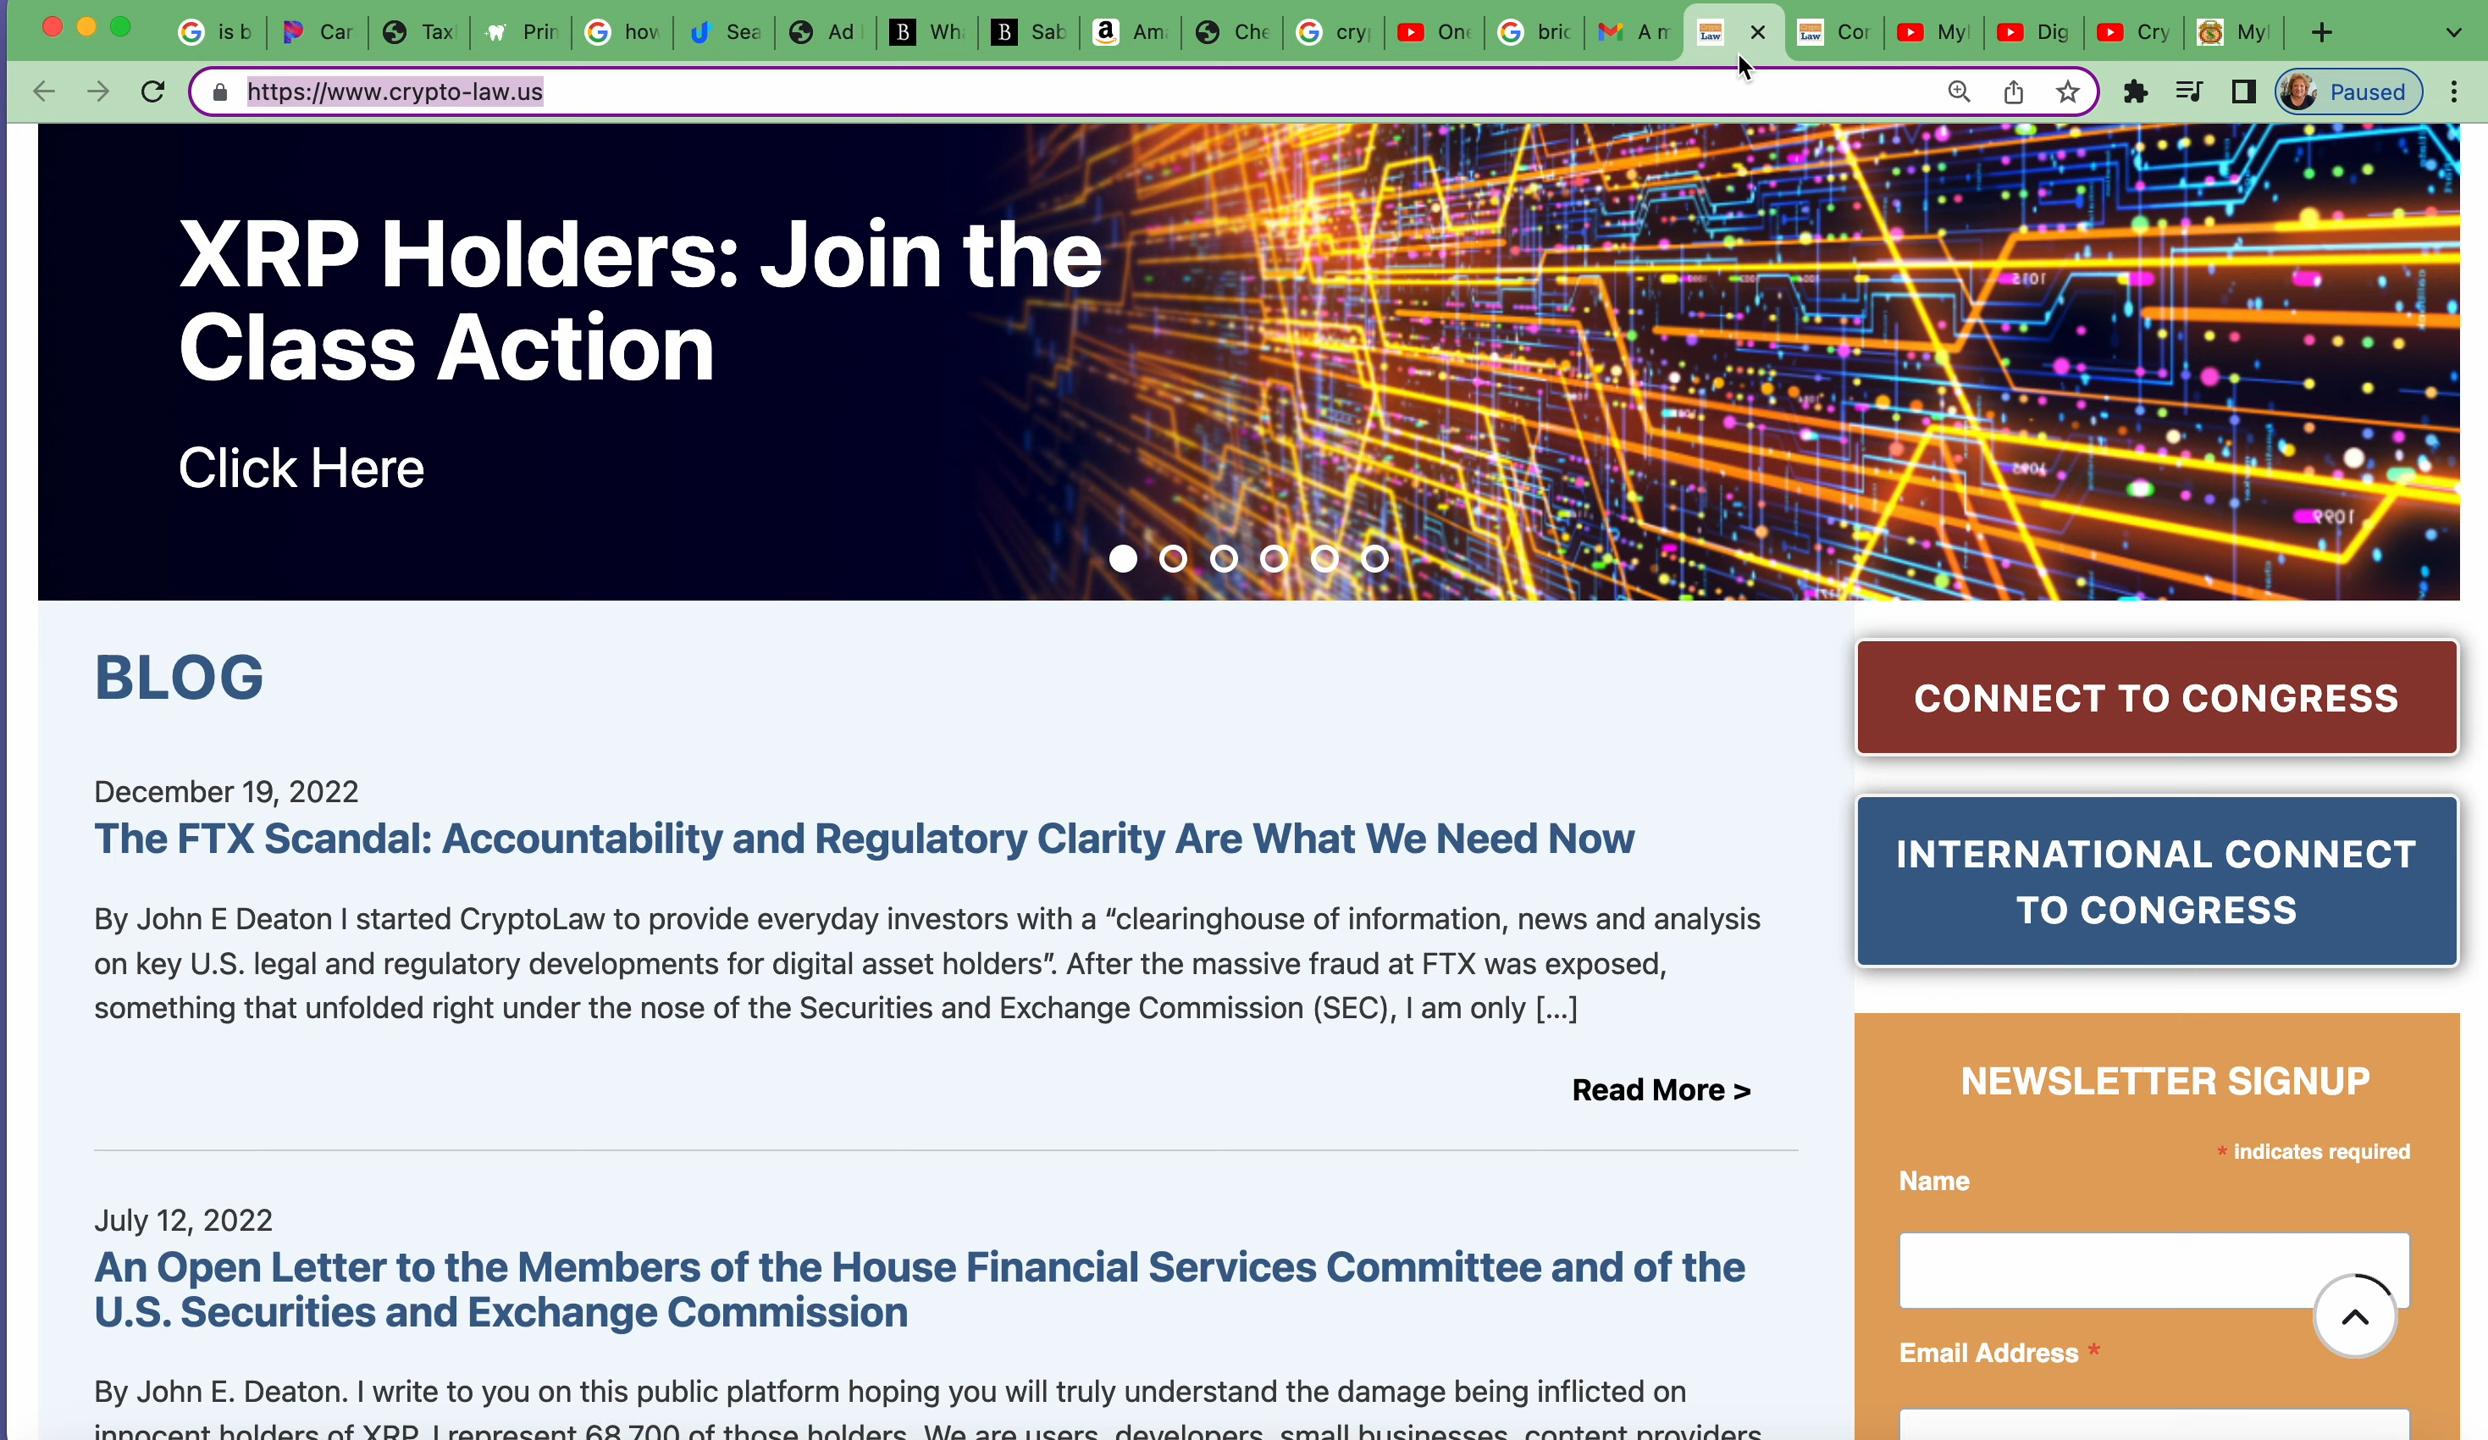 is b
Car
Tax
Prin
how
Sea
Ad
B
Wh
B
Sab
a
Am
Che
cry
On
bric
A m
Law
Law
Cor
My
Dig
Cry
My
https://www.crypto-law.us
Paused
XRP Holders: Join the
Class Action
Click Here
BLOG
December 19, 2022
The FTX Scandal: Accountability and Regulatory Clarity Are What We Need Now
By John E Deaton I started CryptoLaw to provide everyday investors with a “clearinghouse of information, news and analysis
on key U.S. legal and regulatory developments for digital asset holders”. After the massive fraud at FTX was exposed,
something that unfolded right under the nose of the Securities and Exchange Commission (SEC), I am only [...]
Read More >
July 12, 2022
An Open Letter to the Members of the House Financial Services Committee and of the
U.S. Securities and Exchange Commission
By John E. Deaton. I write to you on this public platform hoping you will truly understand the damage being inflicted on
innocent holders of XRP. I represent 68,700 of those holders. We are users, developers, small businesses, content providers
CONNECT TO CONGRESS
INTERNATIONAL CONNECT
TO CONGRESS
NEWSLETTER SIGNUP
* indicates required
Name
Email Address *